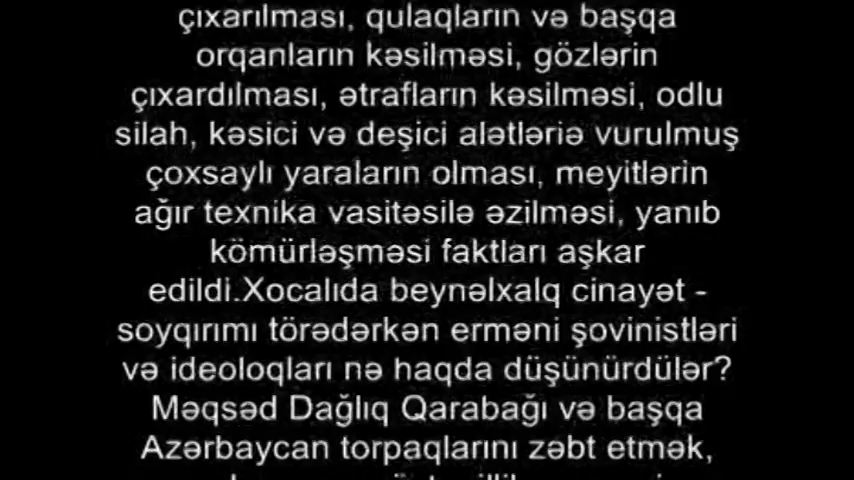 çıxarılması, qulaqların və başqa
orqanların kəsilməsi, gözlərin
çıxardılması, ətrafların kəsilməsi, odlu
silah, kəsici və deşici alətləriə vurulmuş
çoxsaylı yaraların olması, meyitlərin
ağır texnika vasitəsilə əzilməsi, yanıb
kömürləşməsi faktları aşkar
edildi.Xocalıda beynəlxalq cinayət -
soyqırımı törədərkən erməni şovinistləri
və ideoloqları nə haqda düşünürdülər?
Məqsəd Dağlıq Qarabağı və başqa
Azərbaycan torpaqlarını zəbt etmək,